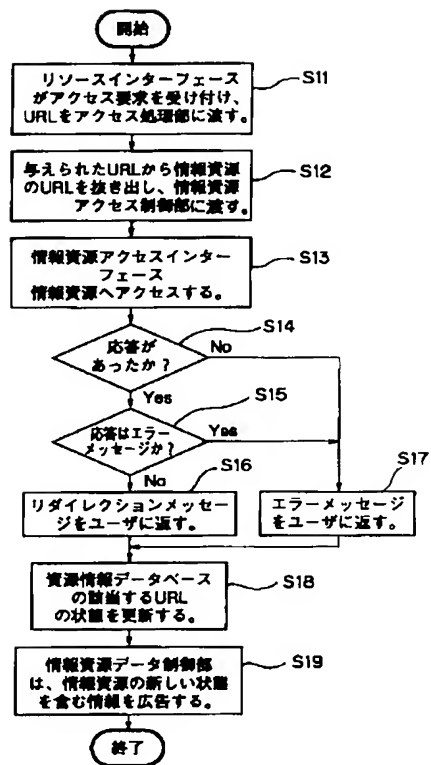 開始
リソースインターフェース
がアクセス要求を受け付け、
URLをアクセス処理部に渡す。
S11
与えられたURLから情報資源
のURLを抜き出し、情報資源
アクセス制御部に渡す。
S12
情報資源アクセスインター
フェース
情報資源へアクセスする。
S13
応答が
あったか?
S14
No
Yes
応答はエラー
メッセージか?
S15
Yes
No
リダイレクションメッセー
ジをユーザに返す。
S16
エラーメッセージ
をユーザに返す。
S17
資源情報データベース
の該当するURL
の状態を更新する。
S18
情報資源データ制御部
は、情報資源の新しい状態
を含む情報を広告する。
S19
終了